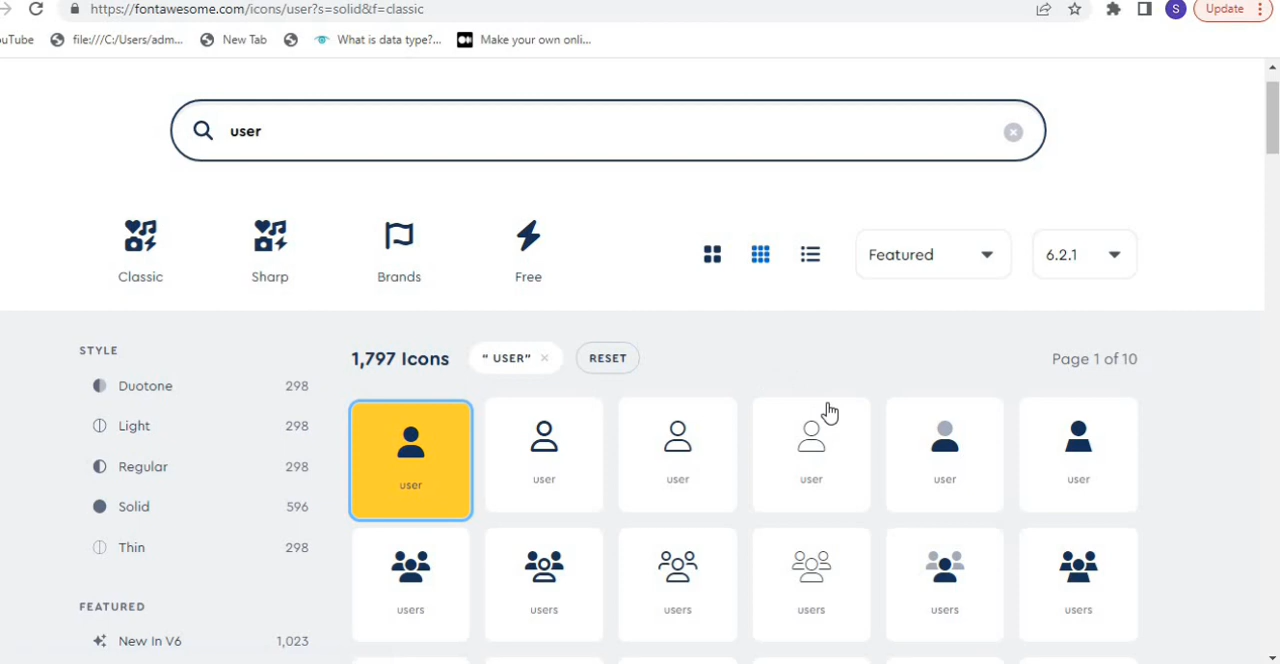 https://fontawesome.com/icons/user?s=solid&f=classic
S
Update
uTube
file:///C:/Users/adm...
New Tab
What is data type?...
Make your own onli...
user
Classic
Sharp
Brands
Free
Featured
6.2.1
STYLE
Duotone 298
Light 298
Regular 298
Solid 596
Thin 298
FEATURED
New In V6 1,023
1,797 Icons
" USER" ×
RESET
Page 1 of 10
user user user user user user
users users users users users users